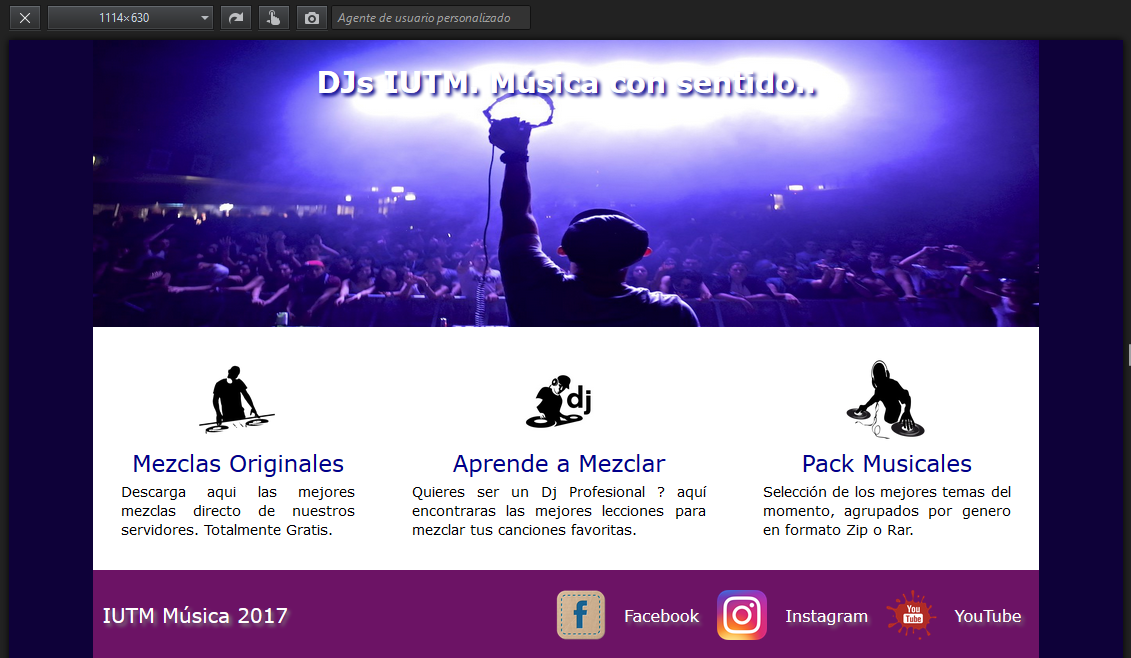 1114×630
Agente de usuario personalizado
DJs IUTM. Música con sentido..
dj
Mezclas Originales
Descarga aqui las mejores
mezclas directo de nuestros
servidores. Totalmente Gratis.
Aprende a Mezclar
Quieres ser un Dj Profesional ? aquí
encontraras las mejores lecciones para
mezclar tus canciones favoritas.
Pack Musicales
Selección de los mejores temas del
momento, agrupados por genero
en formato Zip o Rar.
IUTM Música 2017
f
Facebook
Instagram
You
Tube
YouTube